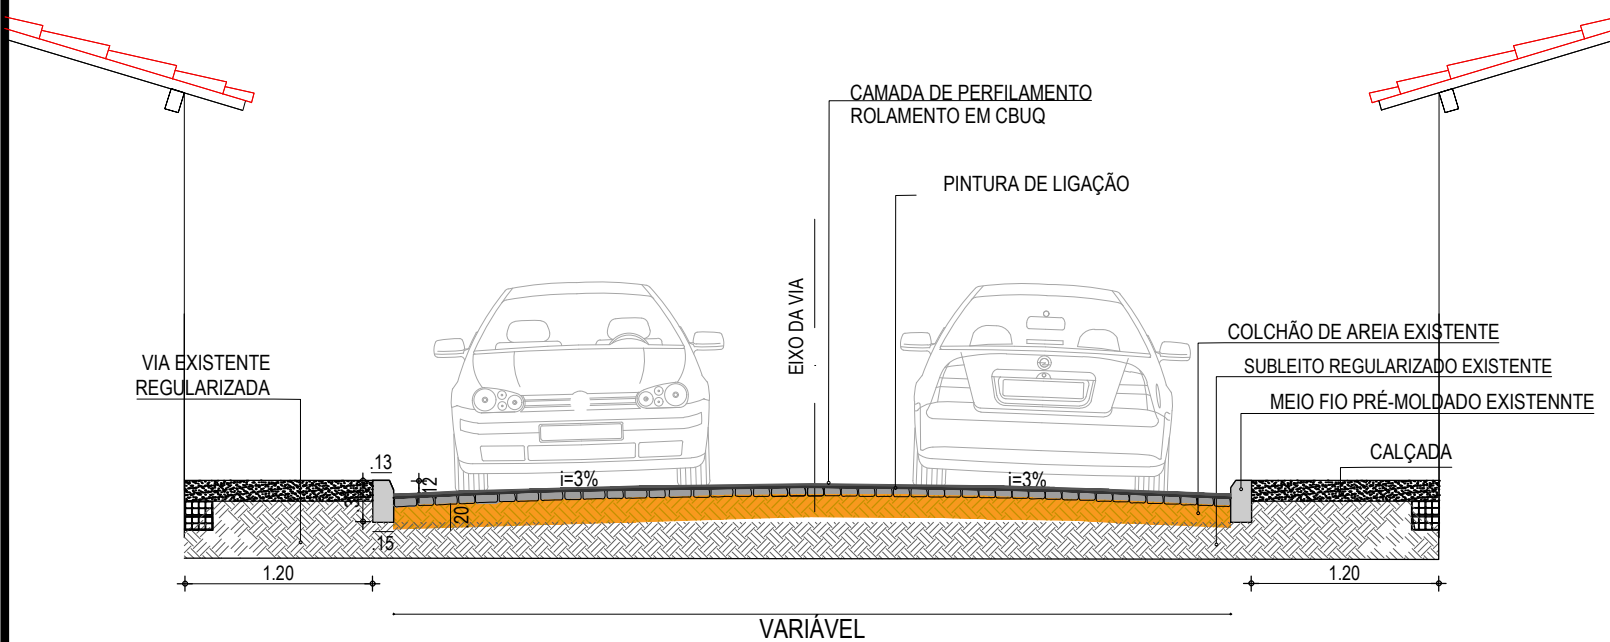 CAMADA DE PERFILAMENTO
ROLAMENTO EM CBUQ
PINTURA DE LIGAÇÃO
EIXO DA VIA
COLCHÃO DE AREIA EXISTENTE
VIA EXISTENTE
REGULARIZADA
SUBLEITO REGULARIZADO EXISTENTE
MEIO FIO PRÉ-MOLDADO EXISTENNTE
CALÇADA
.13
.12
i=3%
i=3%
.20
.15
1.20
1.20
VARIÁVEL